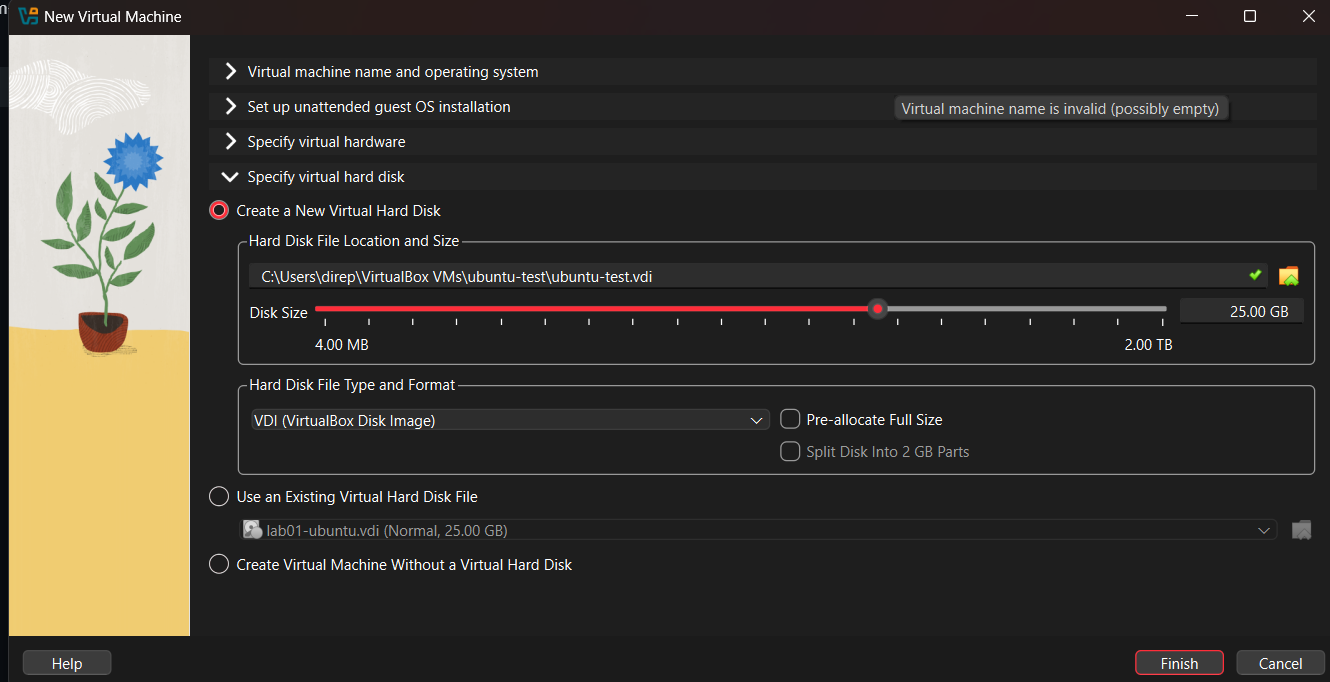 New Virtual Machine
Virtual machine name and operating system
Set up unattended guest OS installation
Virtual machine name is invalid (possibly empty)
Specify virtual hardware
Specify virtual hard disk
Create a New Virtual Hard Disk
Hard Disk File Location and Size
C:\Users\direp\VirtualBox VMs\ubuntu-test\ubuntu-test.vdi
Disk Size
25.00 GB
4.00 MB
2.00 TB
Hard Disk File Type and Format
VDI (VirtualBox Disk Image)
Pre-allocate Full Size
Split Disk Into 2 GB Parts
Use an Existing Virtual Hard Disk File
lab01-ubuntu.vdi (Normal, 25.00 GB)
Create Virtual Machine Without a Virtual Hard Disk
Help
Finish
Cancel